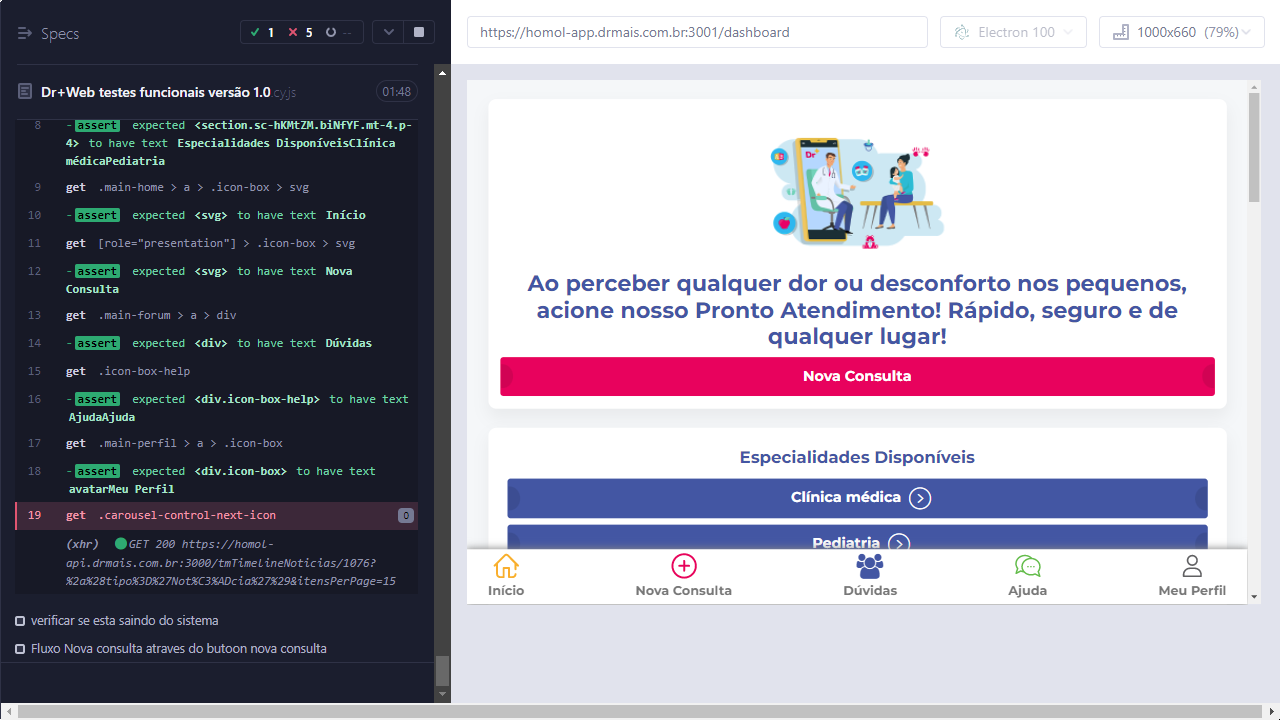 Specs
1
5
--
Dr+Web testes funcionais versão 1.0.cy.js
01:48
8 -assert expected <section.sc-hKMtZM.biNfYF.mt-4.p-
4> to have text Especialidades DisponíveisClínica
médicaPediatria
9 get .main-home > a > .icon-box > svg
10 -assert expected <svg> to have text Início
11 get [role="presentation"] > .icon-box > svg
12 -assert expected <svg> to have text Nova
Consulta
13 get .main-forum > a > div
14 -assert expected <div> to have text Dúvidas
15 get .icon-box-help
16 -assert expected <div.icon-box-help> to have text
AjudaAjuda
17 get .main-perfil > a > .icon-box
18 -assert expected <div.icon-box> to have text
avatarMeu Perfil
19 get .carousel-control-next-icon 0
(xhr) GET 200 https://homol-
api.drmais.com.br:3000/tmTimelineNoticias/1076?
%2a%28tipo%3D%27Not%C3%ADcia%27%29&itensPerPage=15
verificar se esta saindo do sistema
Fluxo Nova consulta atraves do butoon nova consulta
https://homol-app.drmais.com.br:3001/dashboard
Electron 100
1000x660 (79%)
Dr+
Ao perceber qualquer dor ou desconforto nos pequenos,
acione nosso Pronto Atendimento! Rápido, seguro e de
qualquer lugar!
Nova Consulta
Especialidades Disponíveis
Clínica médica
Pediatria
Início
Nova Consulta
Dúvidas
Ajuda
Meu Perfil